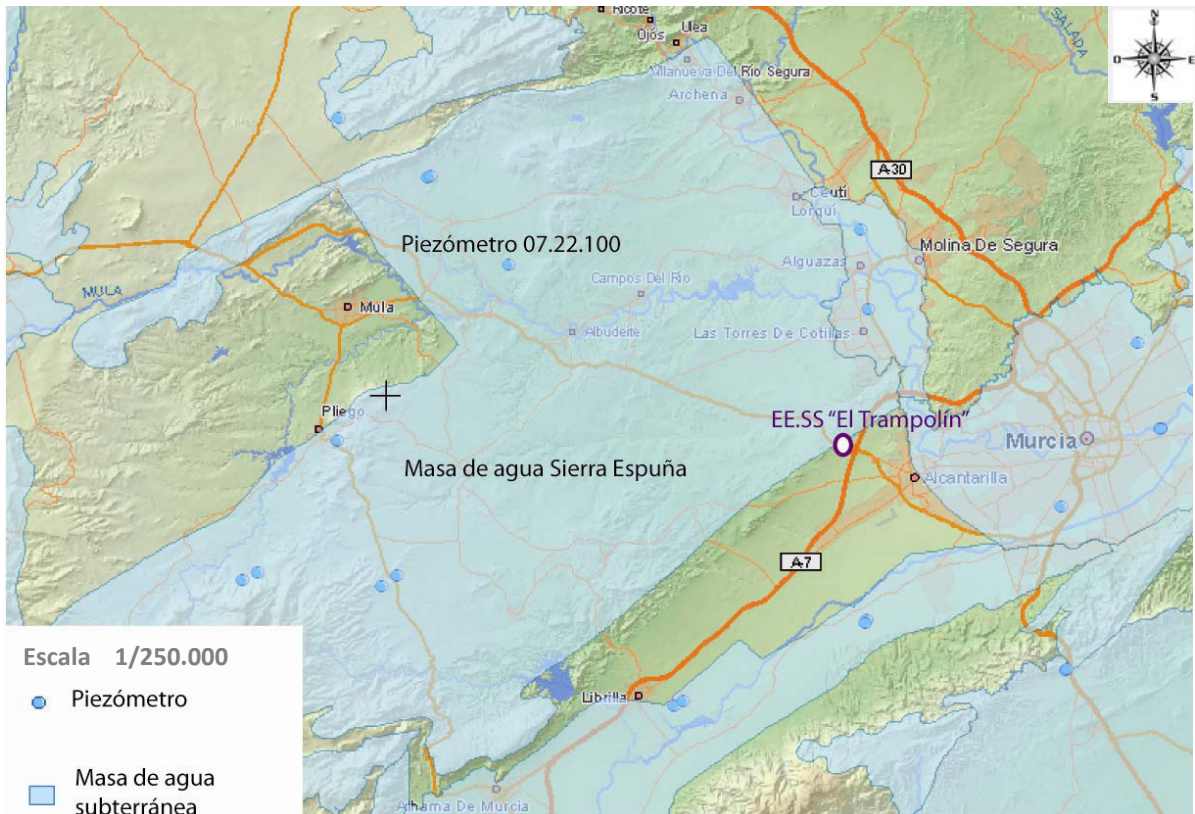 Ricote
Ojós
Ulea
SALADA
N
O
E
S
Villanueva Del Río Segura
Archena
A-30
Ceutí
Lorquí
Piezómetro 07.22.100
Molina De Segura
Alguazas
Campos Del Río
MULA
Mula
Albudeite
Las Torres De Cotillas
Pliego
EE.SS “El Trampolín”
Murcia
Masa de agua Sierra Espuña
Alcantarilla
A-7
Escala 1/250.000
Piezómetro
Librilla
Masa de agua
subterránea
Alhama De Murcia